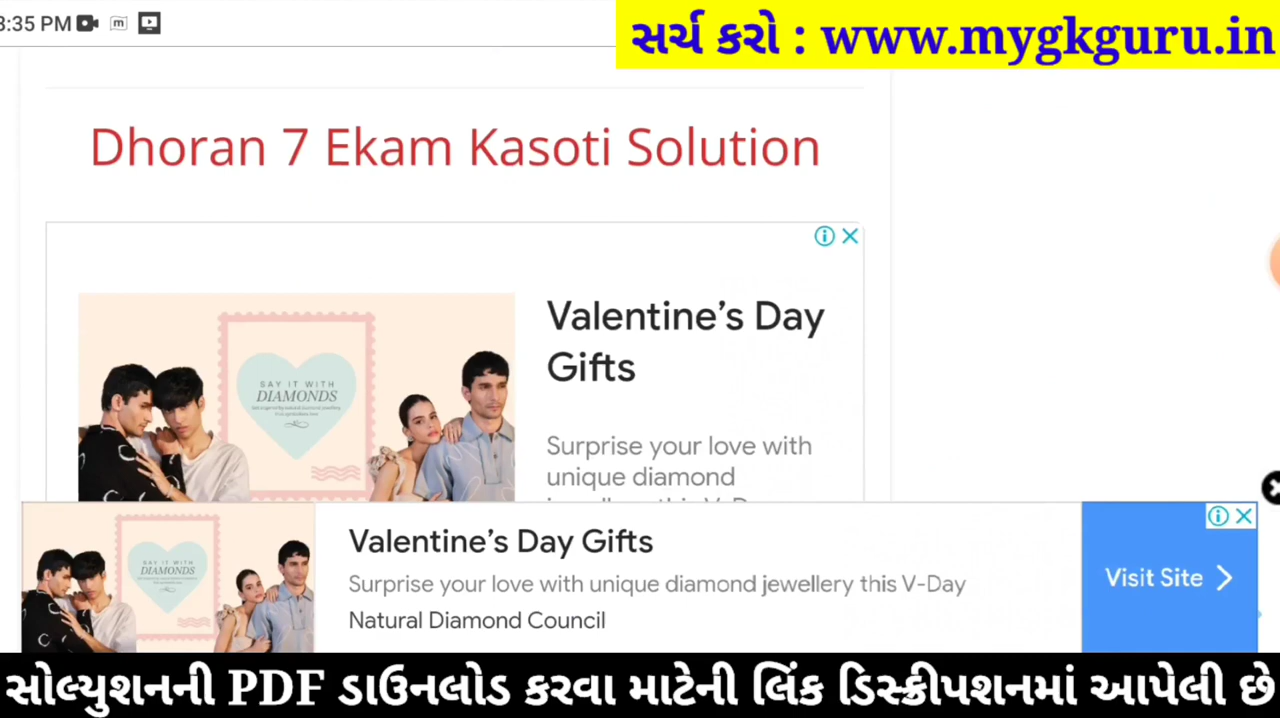 3:35 PM
સર્ચ કરો : www.mygkguru.in
Dhoran 7 Ekam Kasoti Solution
SAY IT WITH
DIAMONDS
Valentine's Day
Gifts
Surprise your love with
unique diamond
SAY IT WITH
DIAMONDS
Valentine's Day Gifts
Surprise your love with unique diamond jewellery this V-Day
Natural Diamond Council
Visit Site
સોલ્યુશનની PDF ડાઉનલોડ કરવા માટેની લિંક ડિસ્ક્રીપશનમાં આપેલી છે